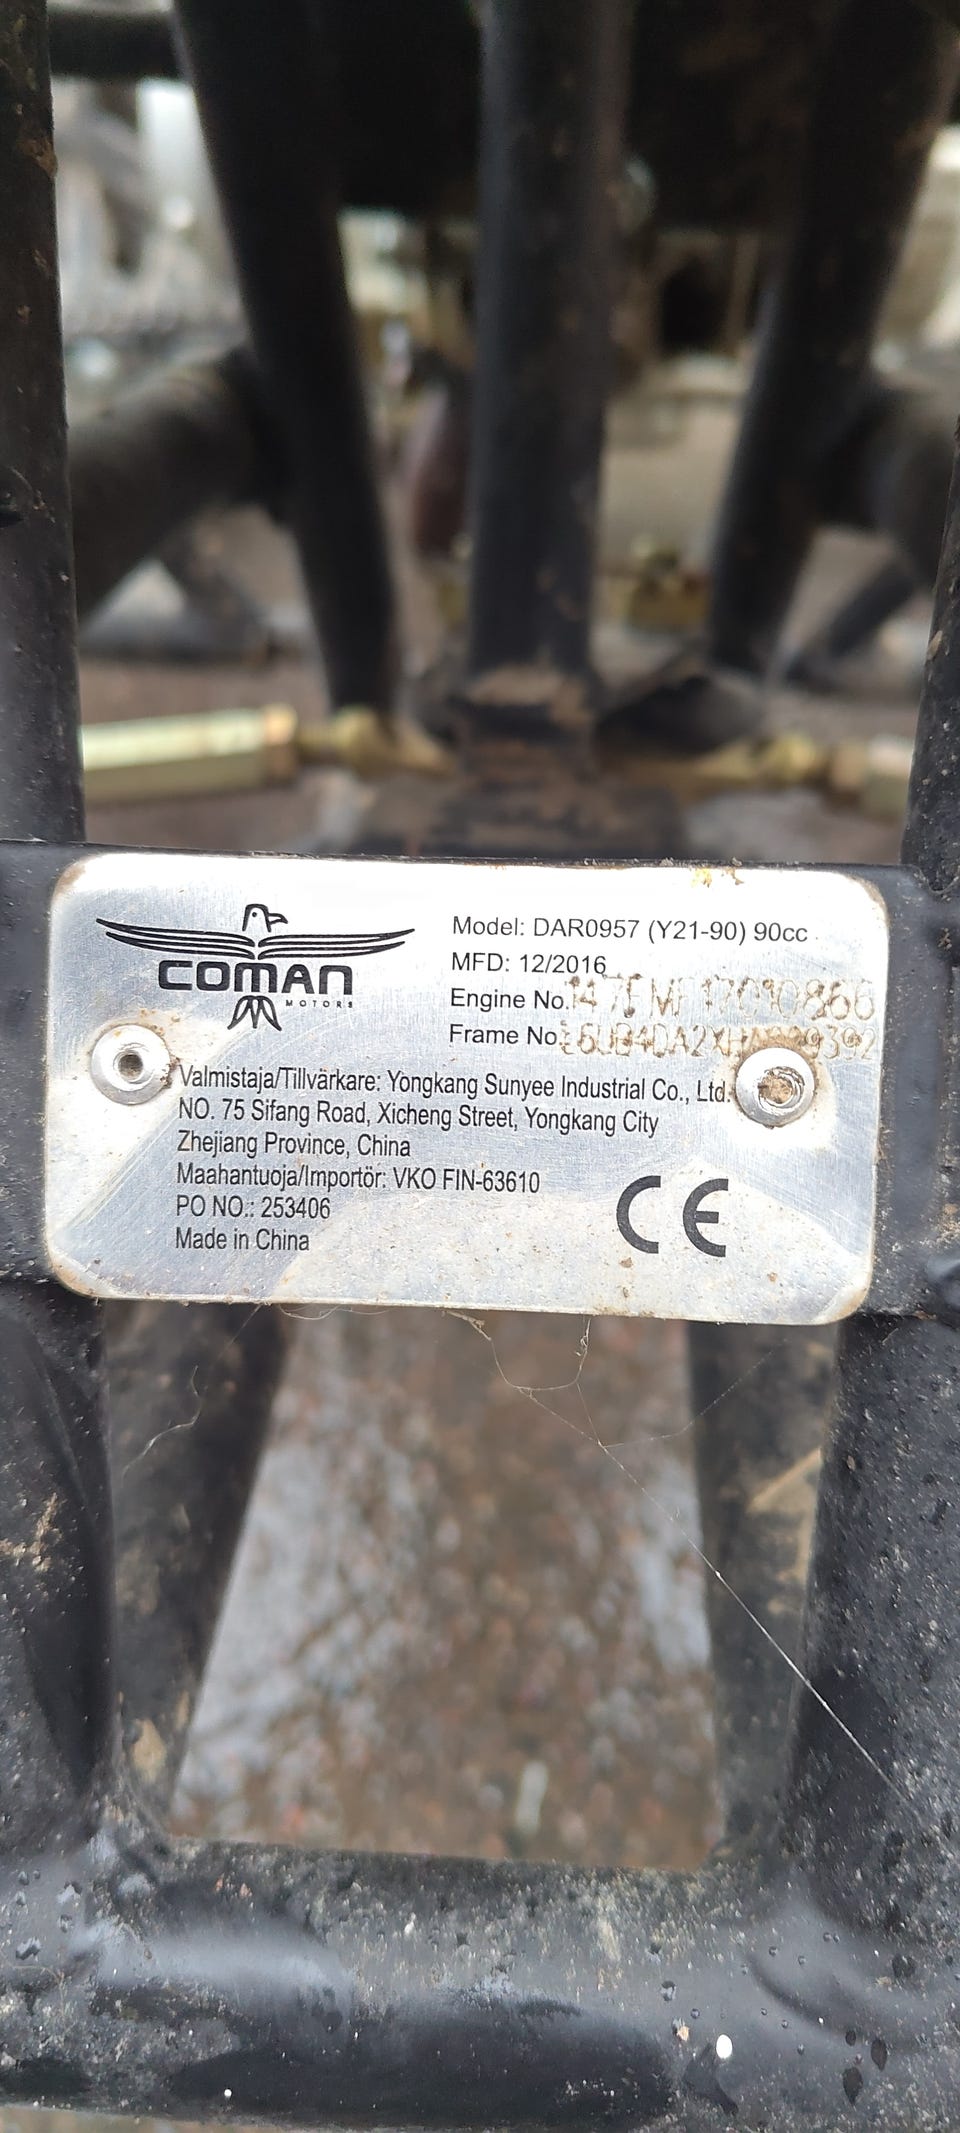 COMAN
MOTORS
Model: DAR0957 (Y21-90) 90cc
MFD: 12/2016
Engine No.
Frame No.
Valmistaja/Tillvärkare: Yongkang Sunyee Industrial Co., Ltd.
NO. 75 Sifang Road, Xicheng Street, Yongkang City
Zhejiang Province, China
Maahantuoja/Importör: VKO FIN-63610
PO NO.: 253406
Made in China
CE